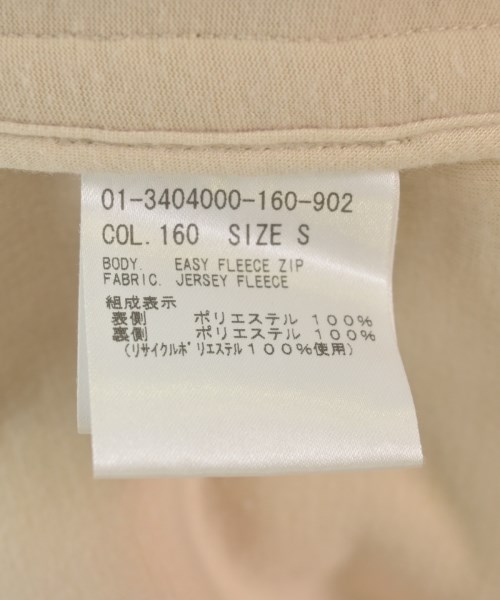 01-3404000-160-902
COL. 160 SIZE S
BODY. EASY FLEECE ZIP
FABRIC. JERSEY FLEECE
組成表示
表側 ポリエステル １００％
裏側 ポリエステル １００％
(ﾘｻｲｸﾙﾎﾟﾘエステル１００％使用)